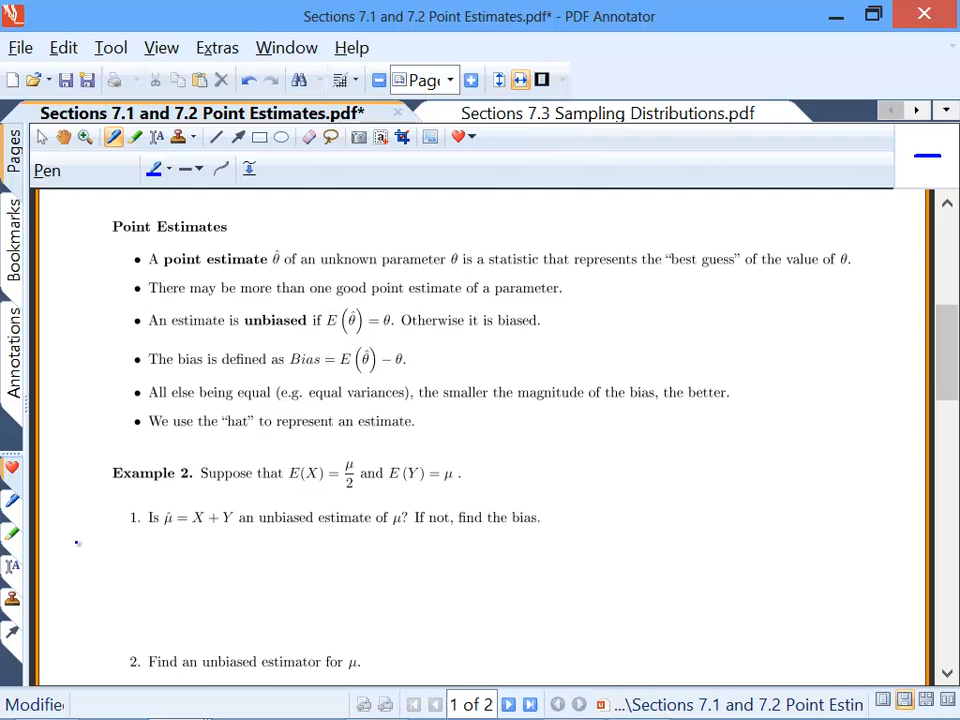 Sections 7.1 and 7.2 Point Estimates.pdf* - PDF Annotator
File Edit Tool View Extras Window Help
Page
Sections 7.1 and 7.2 Point Estimates.pdf* × Sections 7.3 Sampling Distributions.pdf
Pen
Pages
Bookmarks
Annotations
Point Estimates
• A point estimate θ̂ of an unknown parameter θ is a statistic that represents the “best guess” of the value of θ.
• There may be more than one good point estimate of a parameter.
• An estimate is unbiased if E(θ̂) = θ. Otherwise it is biased.
• The bias is defined as Bias = E(θ̂) − θ.
• All else being equal (e.g. equal variances), the smaller the magnitude of the bias, the better.
• We use the “hat” to represent an estimate.
Example 2. Suppose that E(X) = μ/2 and E (Y) = μ .
1. Is μ̂ = X + Y an unbiased estimate of μ? If not, find the bias.
2. Find an unbiased estimator for μ.
Modified
1 of 2
...\Sections 7.1 and 7.2 Point Estim